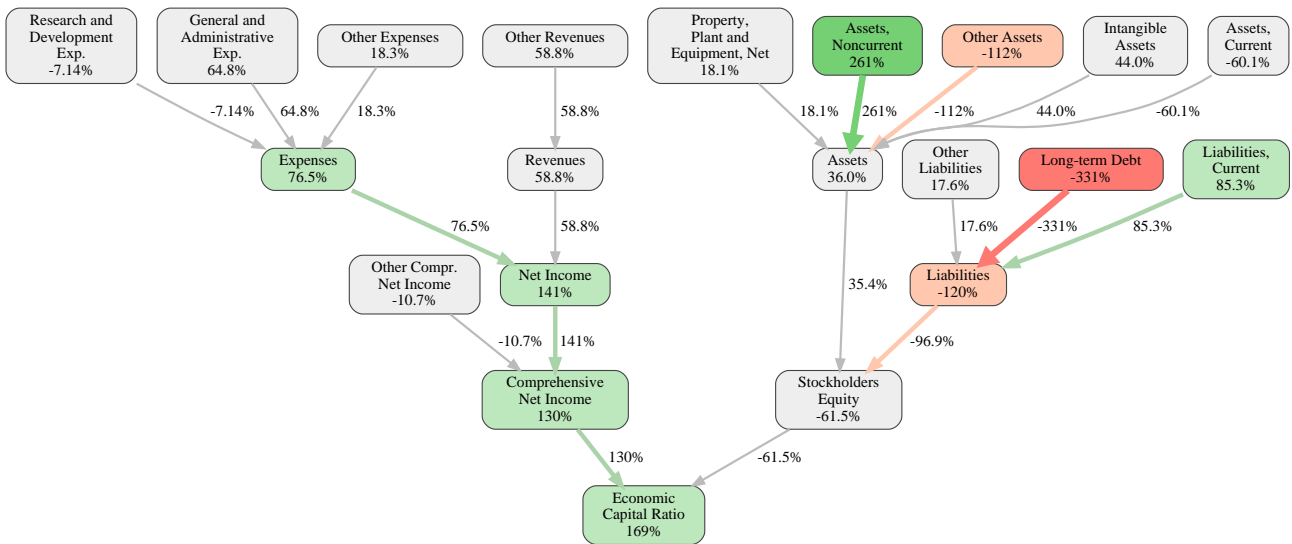 Research and
Development
Exp.
-7.14%
General and
Administrative
Exp.
64.8%
Other Expenses
18.3%
Other Revenues
58.8%
Property,
Plant and
Equipment, Net
18.1%
Assets,
Noncurrent
261%
Other Assets
-112%
Intangible
Assets
44.0%
Assets,
Current
-60.1%
-7.14%
64.8%
18.3%
58.8%
18.1%
261%
-112%
44.0%
-60.1%
Expenses
76.5%
Revenues
58.8%
Assets
36.0%
Other
Liabilities
17.6%
Long-term Debt
-331%
Liabilities,
Current
85.3%
76.5%
58.8%
17.6%
-331%
85.3%
Other Compr.
Net Income
-10.7%
Net Income
141%
35.4%
Liabilities
-120%
-10.7%
141%
-96.9%
Comprehensive
Net Income
130%
Stockholders
Equity
-61.5%
130%
-61.5%
Economic
Capital Ratio
169%